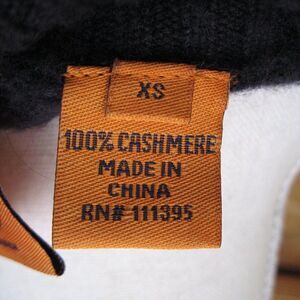 XS
100% CASHMERE
MADE IN
CHINA
RN# 111395